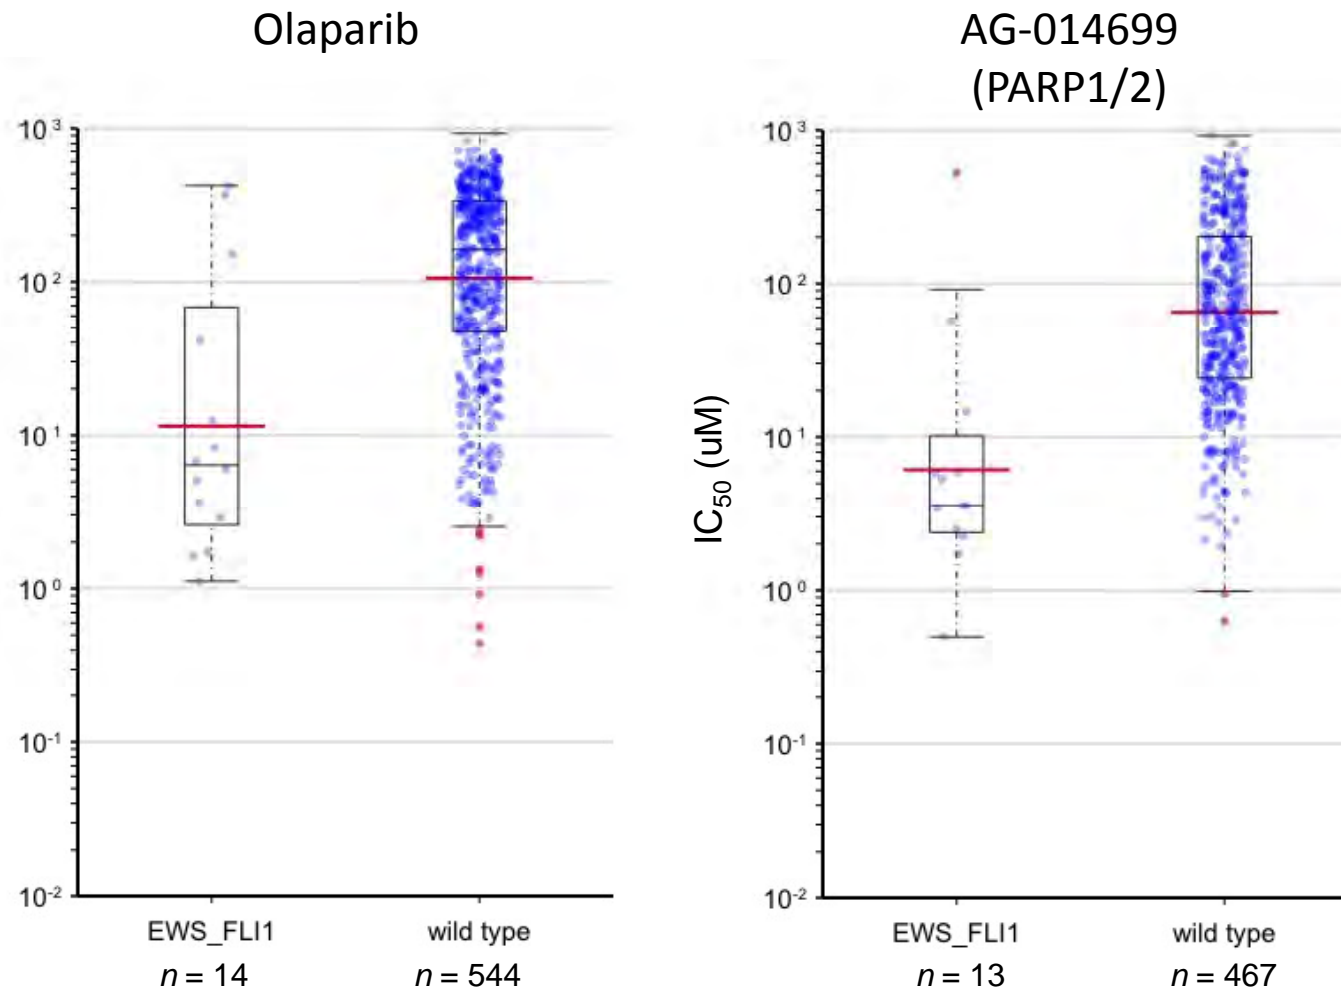 Olaparib
AG-014699
(PARP1/2)
10³
10²
10¹
10⁰
10⁻¹
10⁻²
EWS_FLI1
wild type
n = 14
n = 544
IC₅₀ (uM)
10³
10²
10¹
10⁰
10⁻¹
10⁻²
EWS_FLI1
wild type
n = 13
n = 467